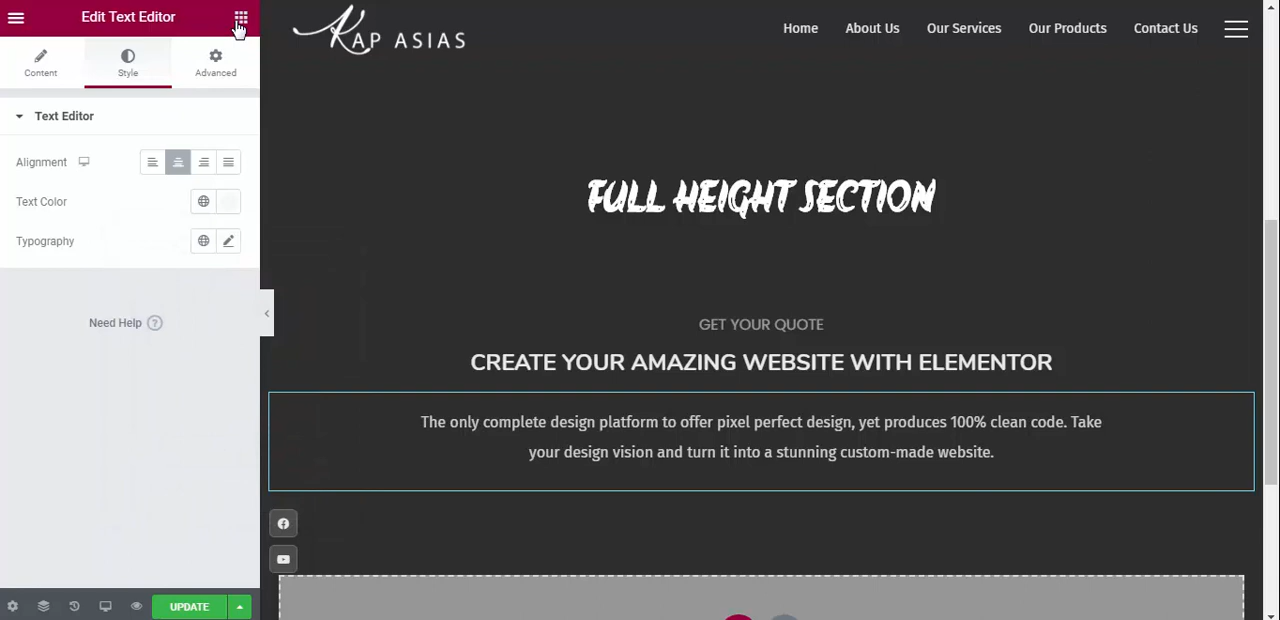 Edit Text Editor
Content
Style
Advanced
Text Editor
Alignment
Text Color
Typography
Need Help ?
UPDATE
KAP ASIAS
Home
About Us
Our Services
Our Products
Contact Us
FULL HEIGHT SECTION
GET YOUR QUOTE
CREATE YOUR AMAZING WEBSITE WITH ELEMENTOR
The only complete design platform to offer pixel perfect design, yet produces 100% clean code. Take
your design vision and turn it into a stunning custom-made website.